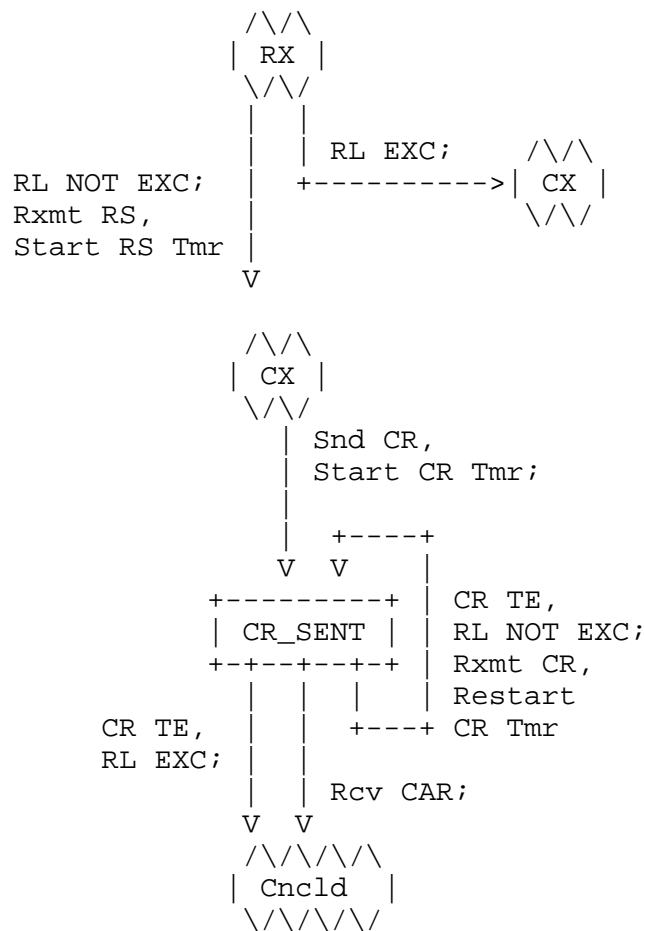 RX
RL EXC;
RL NOT EXC;
CX
Rxmt RS,
Start RS Tmr
V
CX
Snd CR,
Start CR Tmr;
V V
CR TE,
CR_SENT
RL NOT EXC;
Rxmt CR,
Restart
CR TE,
CR Tmr
RL EXC;
Rcv CAR;
V V
Cncld